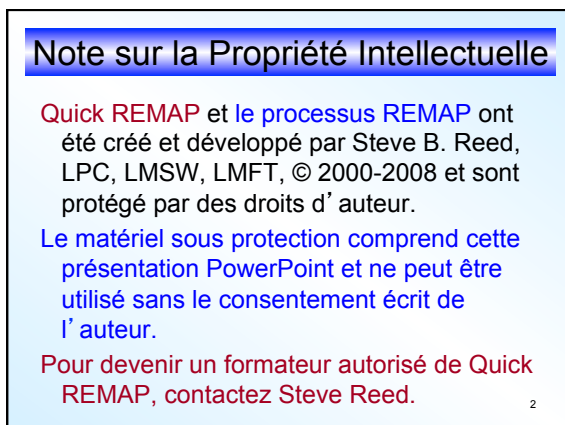 Note sur la Propriété Intellectuelle
Quick REMAP et le processus REMAP ont
été créé et développé par Steve B. Reed,
LPC, LMSW, LMFT, © 2000-2008 et sont
protégé par des droits d’auteur.
Le matériel sous protection comprend cette
présentation PowerPoint et ne peut être
utilisé sans le consentement écrit de
l’auteur.
Pour devenir un formateur autorisé de Quick
REMAP, contactez Steve Reed.
2